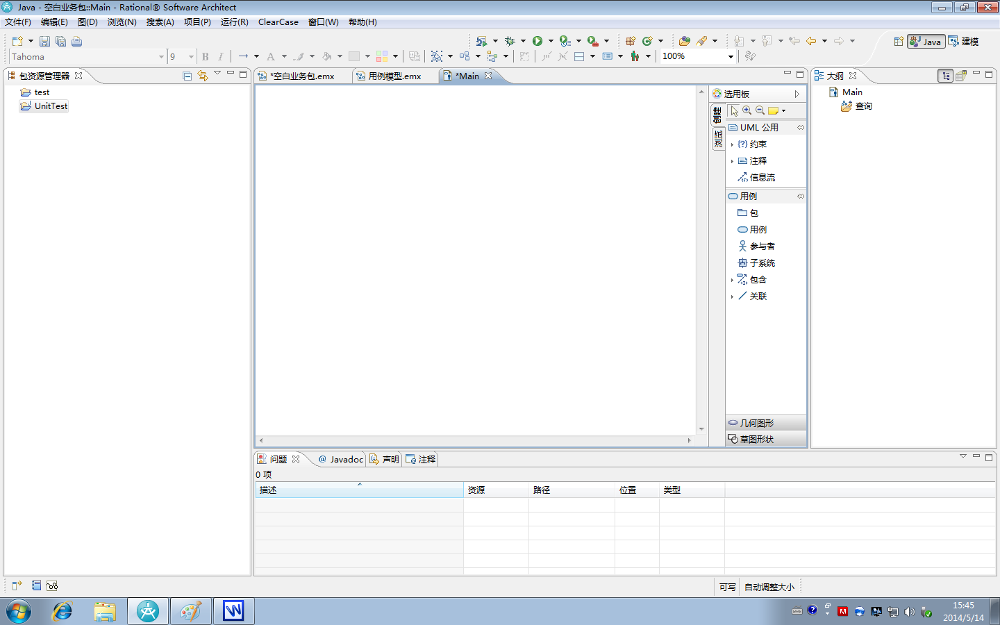 Java - 空白业务包::Main - Rational® Software Architect
文件(F) 编辑(E) 图(D) 浏览(N) 搜索(A) 项目(P) 运行(R) ClearCase 窗口(W) 帮助(H)
Java 建模
Tahoma 9 B I A 100%
包资源管理器
test
UnitTest
*空白业务包.emx 用例模型.emx *Main
选用板
创建
浏览
UML 公用
{?} 约束
注释
信息流
用例
包
用例
参与者
子系统
包含
关联
几何图形
草图形状
大纲
Main
查询
问题 @ Javadoc 声明 注释
0 项
描述 资源 路径 位置 类型
可写 自动调整大小
15:45
2014/5/14